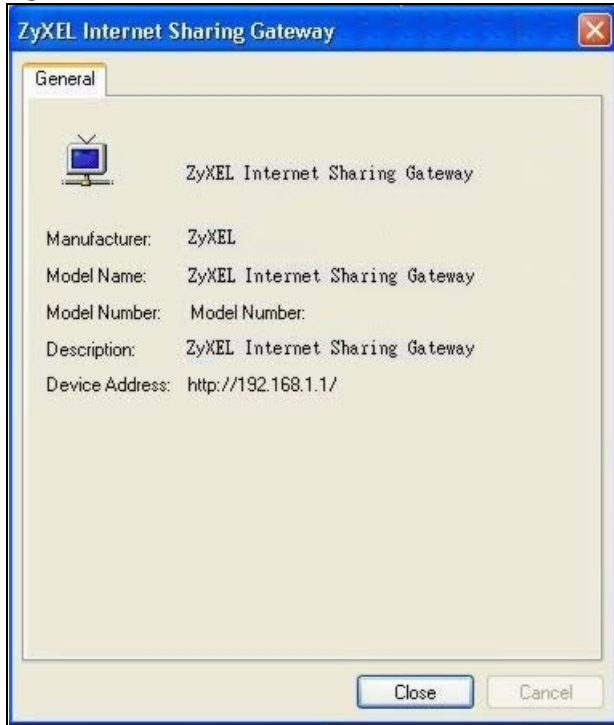 ZyXEL Internet Sharing Gateway
General
ZyXEL Internet Sharing Gateway
Manufacturer: ZyXEL
Model Name: ZyXEL Internet Sharing Gateway
Model Number: Model Number:
Description: ZyXEL Internet Sharing Gateway
Device Address: http://192.168.1.1/
Close Cancel